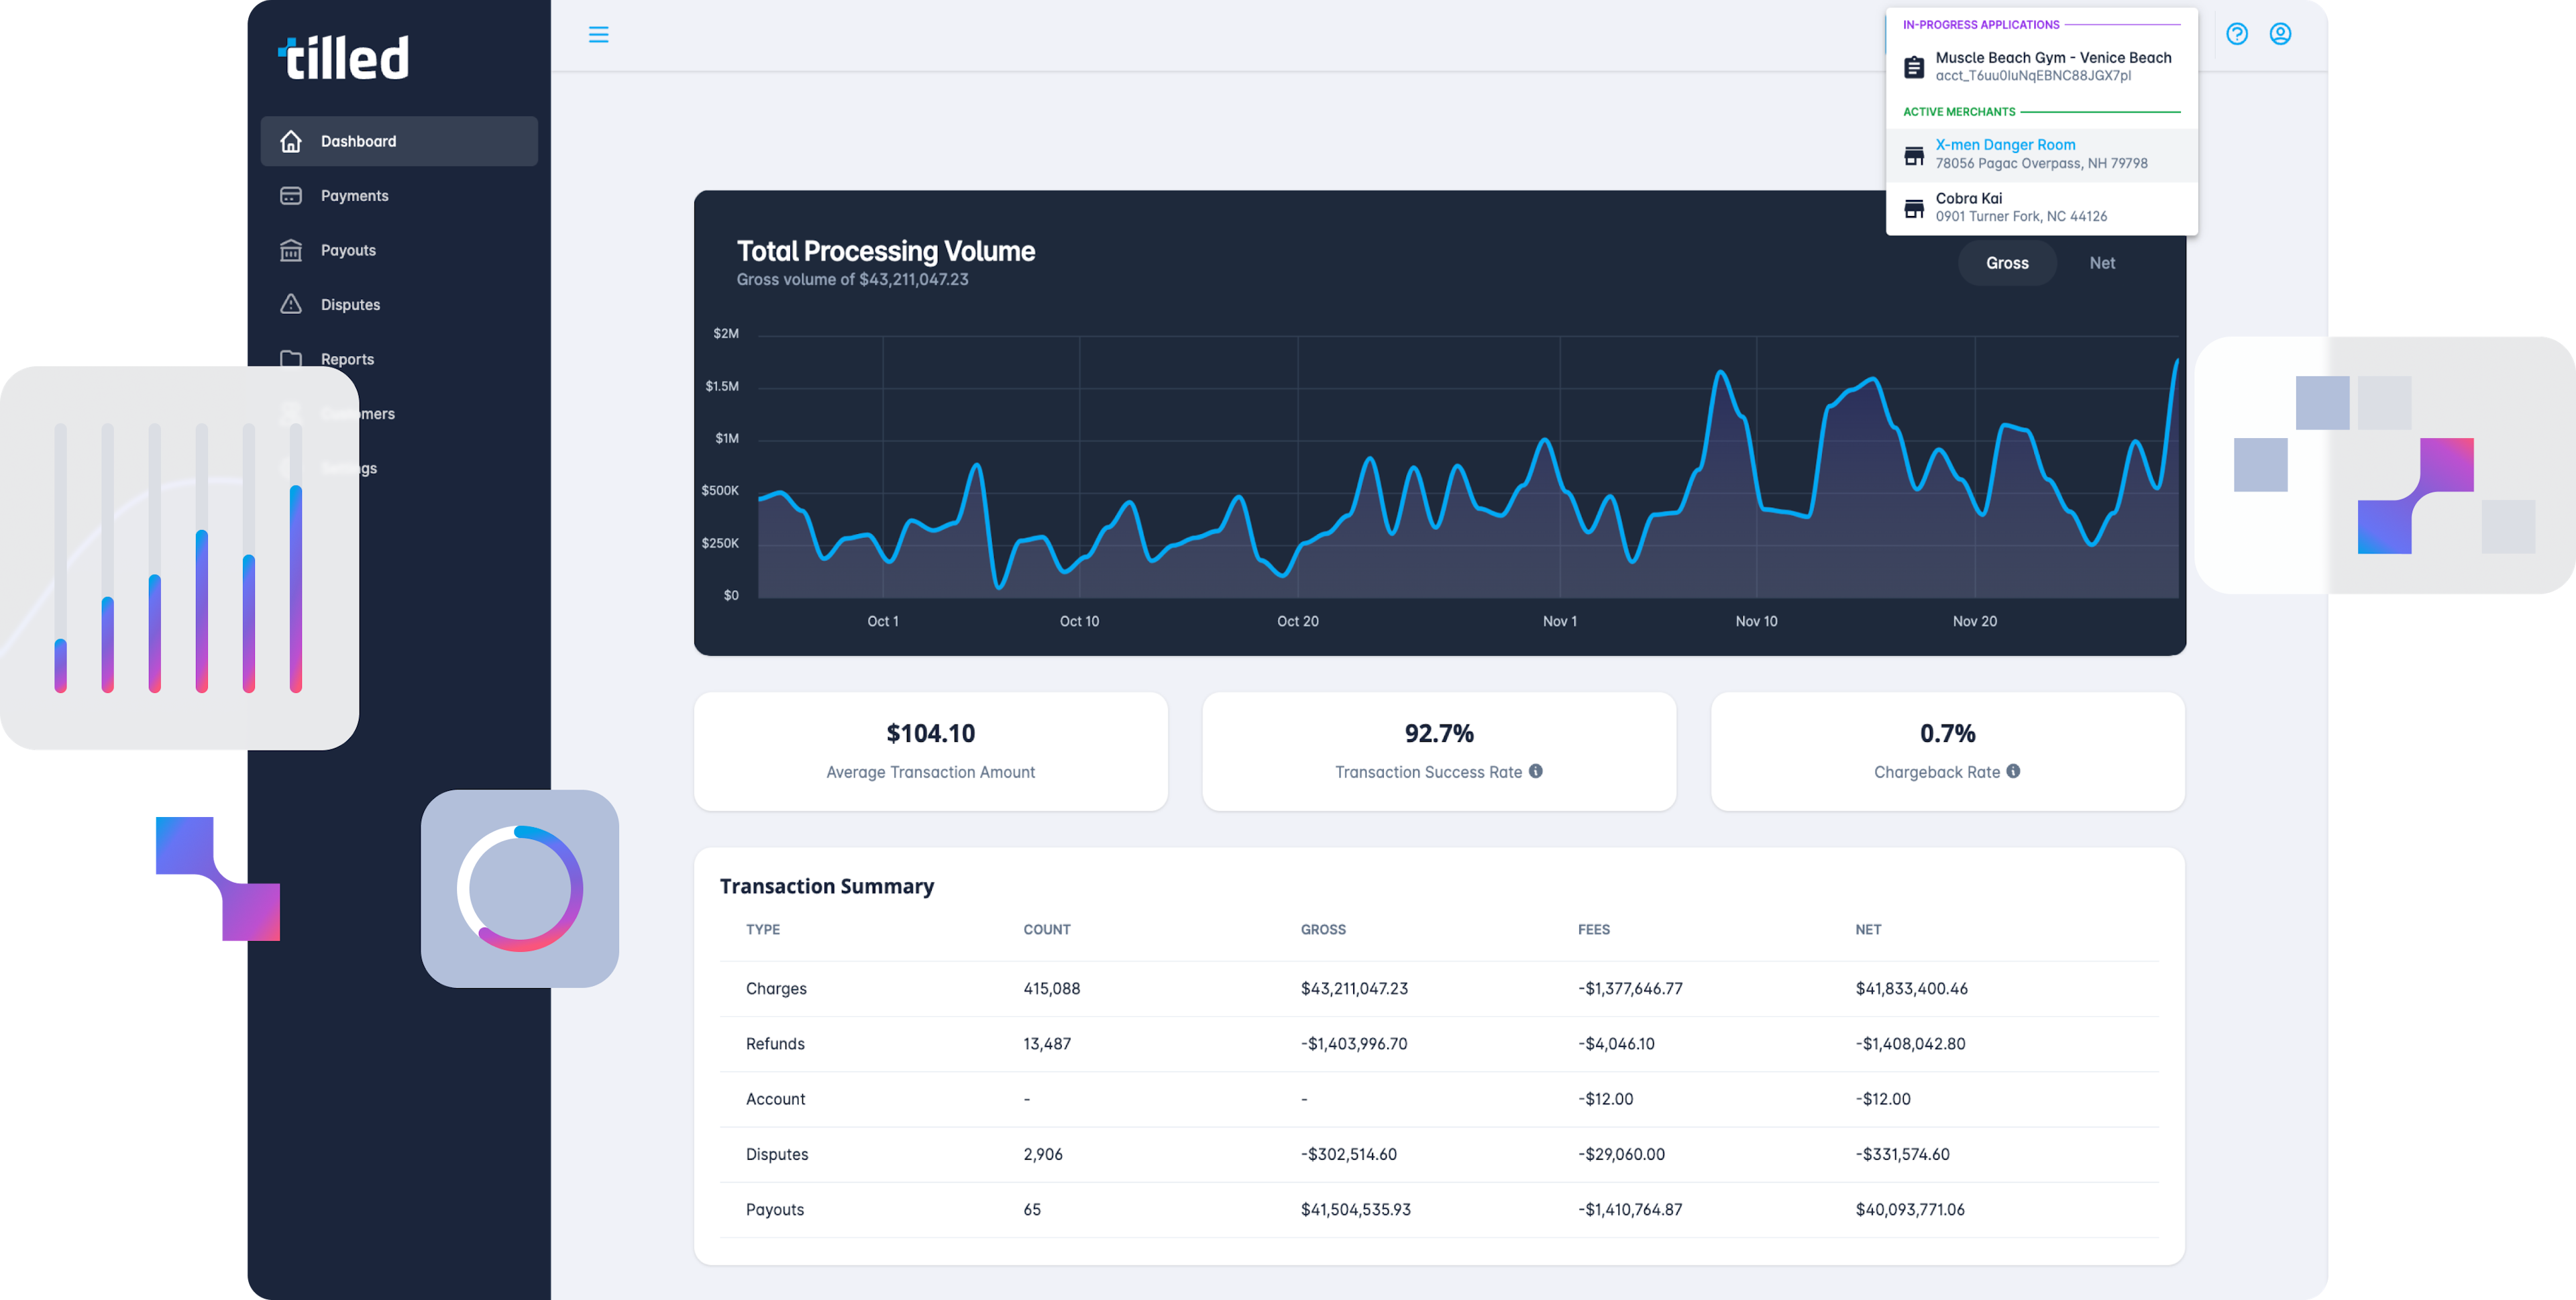 tilled
Dashboard
Payments
Payouts
Disputes
Reports
IN-PROGRESS APPLICATIONS
Muscle Beach Gym - Venice Beach
acct_T6uu0IuNqEBNC88JGX7pI
ACTIVE MERCHANTS
X-men Danger Room
78056 Pagac Overpass, NH 79798
Cobra Kai
0901 Turner Fork, NC 44126
Total Processing Volume
Gross volume of $43,211,047.23
Gross Net
$2M
$1.5M
$1M
$500K
$250K
$0
Oct 1 Oct 10 Oct 20 Nov 1 Nov 10 Nov 20
$104.10
Average Transaction Amount
92.7%
Transaction Success Rate
0.7%
Chargeback Rate
Transaction Summary
TYPE COUNT GROSS FEES NET
Charges 415,088 $43,211,047.23 -$1,377,646.77 $41,833,400.46
Refunds 13,487 -$1,403,996.70 -$4,046.10 -$1,408,042.80
Account - - -$12.00 -$12.00
Disputes 2,906 -$302,514.60 -$29,060.00 -$331,574.60
Payouts 65 $41,504,535.93 -$1,410,764.87 $40,093,771.06